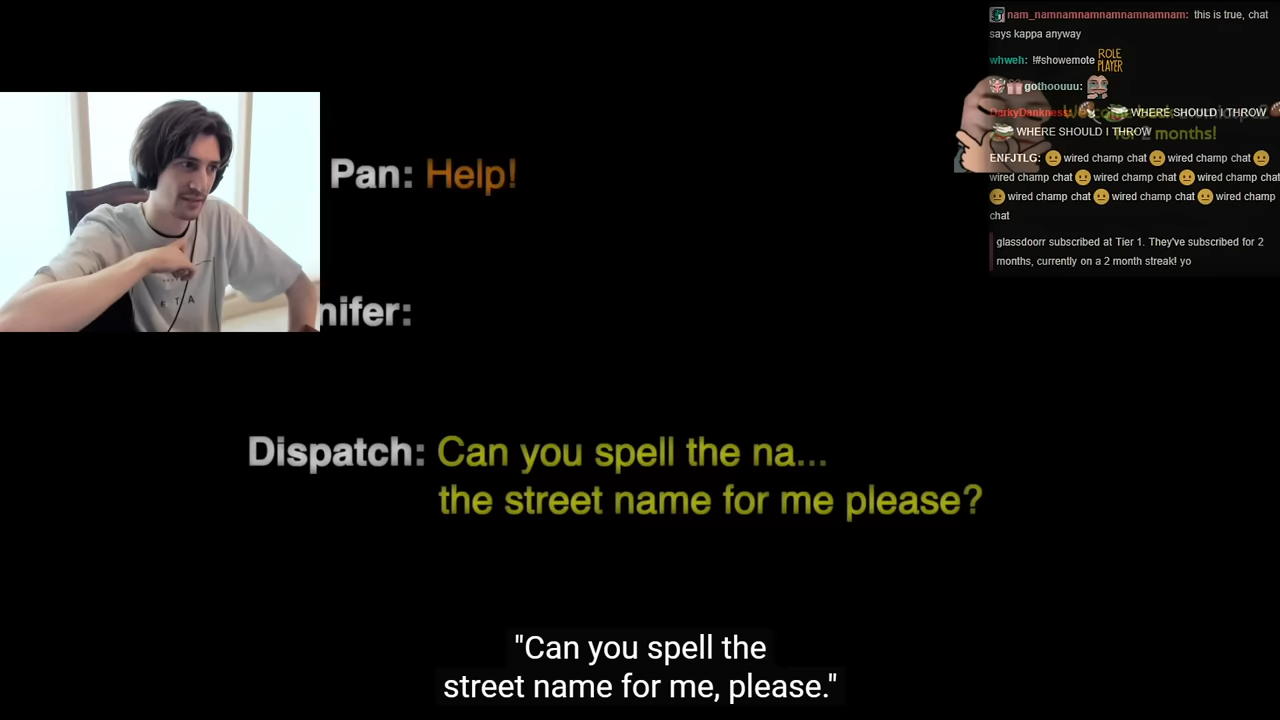 Pan: Help!
nifer:
Dispatch: Can you spell the na...
the street name for me please?
"Can you spell the
street name for me, please."
E T A
nam_namnamnamnamnamnamnam: this is true, chat
says kappa anyway
whweh: !#showemote ROLE PLAYER
gothoouuu:
DarkyDankness: WHERE SHOULD I THROW
WHERE SHOULD I THROW
for 2 months!
ENFJTLG: wired champ chat wired champ chat
wired champ chat wired champ chat wired champ chat
wired champ chat wired champ chat wired champ
chat
glassdoorr subscribed at Tier 1. They've subscribed for 2
months, currently on a 2 month streak! yo